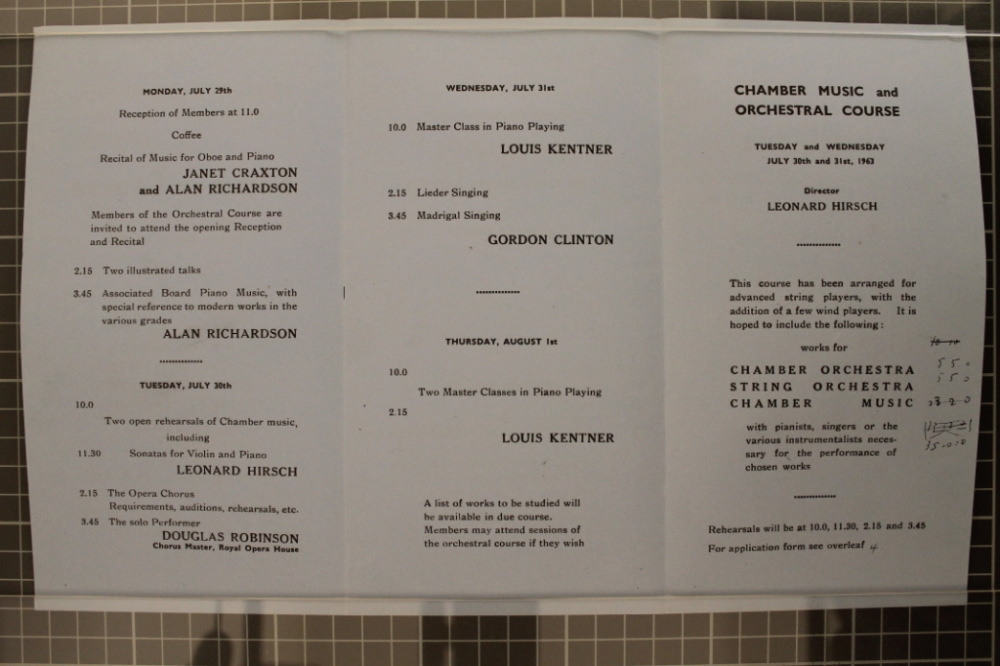 MONDAY, JULY 29th
Reception of Members at 11.0
Coffee
Recital of Music for Oboe and Piano
JANET CRAXTON
and ALAN RICHARDSON
Members of the Orchestral Course are
invited to attend the opening Reception
and Recital
2.15 Two illustrated talks
3.45 Associated Board Piano Music, with
special reference to modern works in the
various grades
ALAN RICHARDSON
TUESDAY, JULY 30th
10.0
Two open rehearsals of Chamber music,
including
11.30 Sonatas for Violin and Piano
LEONARD HIRSCH
2.15 The Opera Chorus
Requirements, auditions, rehearsals, etc.
3.45 The solo Performer
DOUGLAS ROBINSON
Chorus Master, Royal Opera House
WEDNESDAY, JULY 31st
10.0 Master Class in Piano Playing
LOUIS KENTNER
2.15 Lieder Singing
3.45 Madrigal Singing
GORDON CLINTON
THURSDAY, AUGUST 1st
10.0
Two Master Classes in Piano Playing
2.15
LOUIS KENTNER
A list of works to be studied will
be available in due course.
Members may attend sessions of
the orchestral course if they wish
CHAMBER MUSIC and
ORCHESTRAL COURSE
TUESDAY and WEDNESDAY
JULY 30th and 31st, 1963
Director
LEONARD HIRSCH
This course has been arranged for
advanced string players, with the
addition of a few wind players. It is
hoped to include the following:
works for
CHAMBER ORCHESTRA
STRING ORCHESTRA
CHAMBER MUSIC
with pianists, singers or the
various instrumentalists neces-
sary for the performance of
chosen works
Rehearsals will be at 10.0, 11.30, 2.15 and 3.45
For application form see overleaf